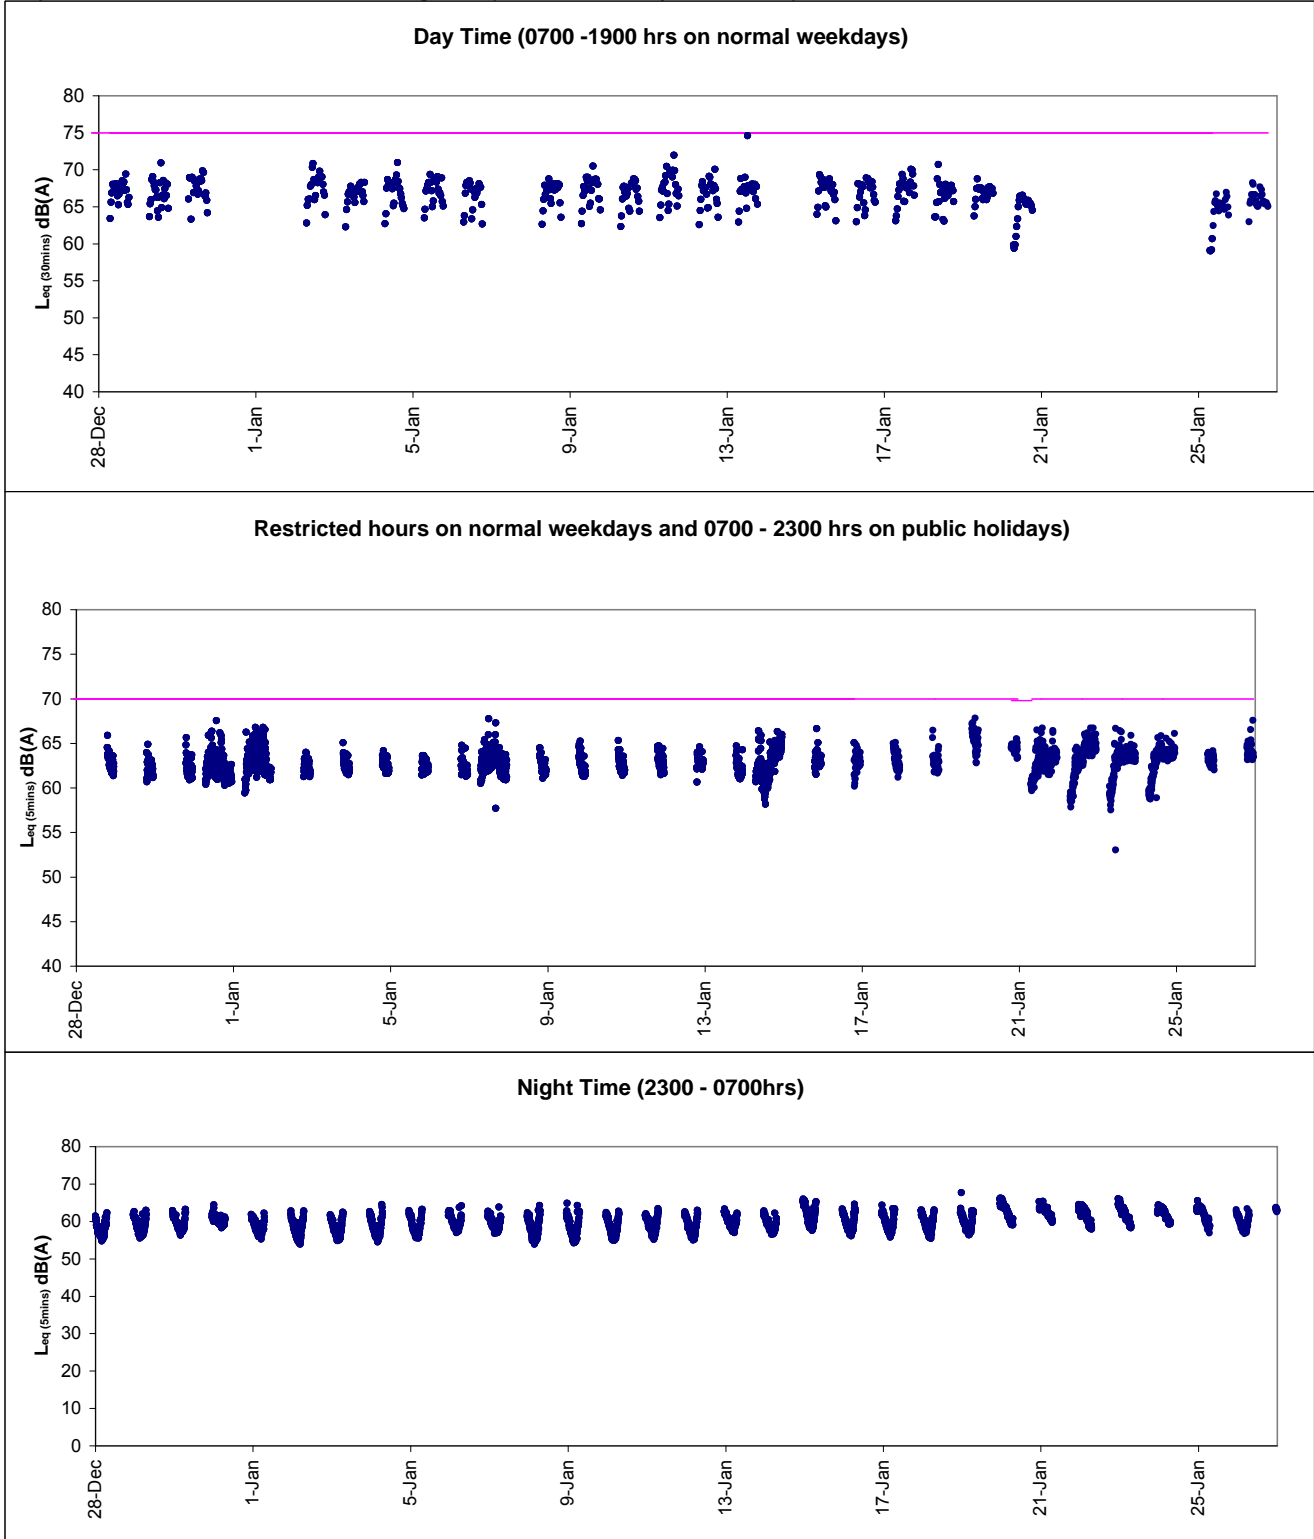 Day Time (0700 -1900 hrs on normal weekdays)
Leq (30mins) dB(A)
80
75
70
65
60
55
50
45
40
28-Dec
1-Jan
5-Jan
9-Jan
13-Jan
17-Jan
21-Jan
25-Jan
Restricted hours on normal weekdays and 0700 - 2300 hrs on public holidays)
Leq (5mins) dB(A)
80
75
70
65
60
55
50
45
40
28-Dec
1-Jan
5-Jan
9-Jan
13-Jan
17-Jan
21-Jan
25-Jan
Night Time (2300 - 0700hrs)
Leq (5mins) dB(A)
80
70
60
50
40
30
20
10
0
28-Dec
1-Jan
5-Jan
9-Jan
13-Jan
17-Jan
21-Jan
25-Jan